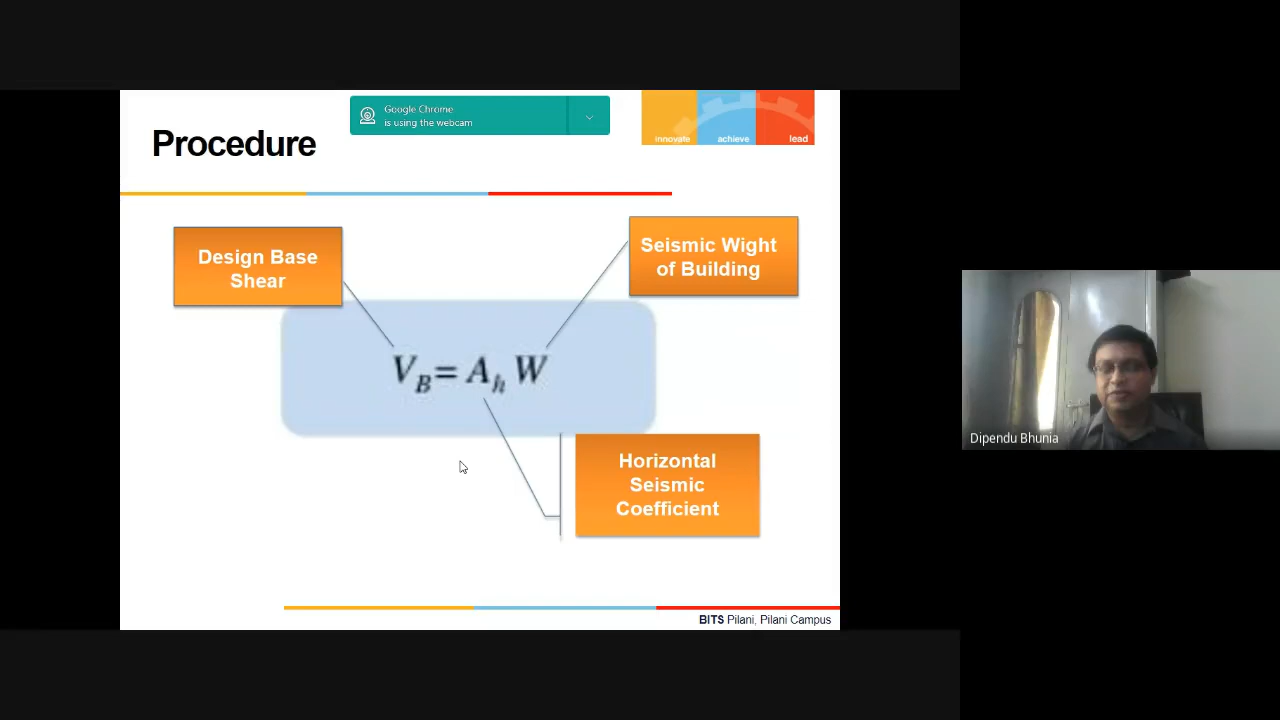 Google Chrome
is using the webcam
Procedure
innovate achieve lead
Design Base
Shear
Seismic Wight
of Building
V_B = A_h W
Horizontal
Seismic
Coefficient
Dipendu Bhunia
BITS Pilani, Pilani Campus